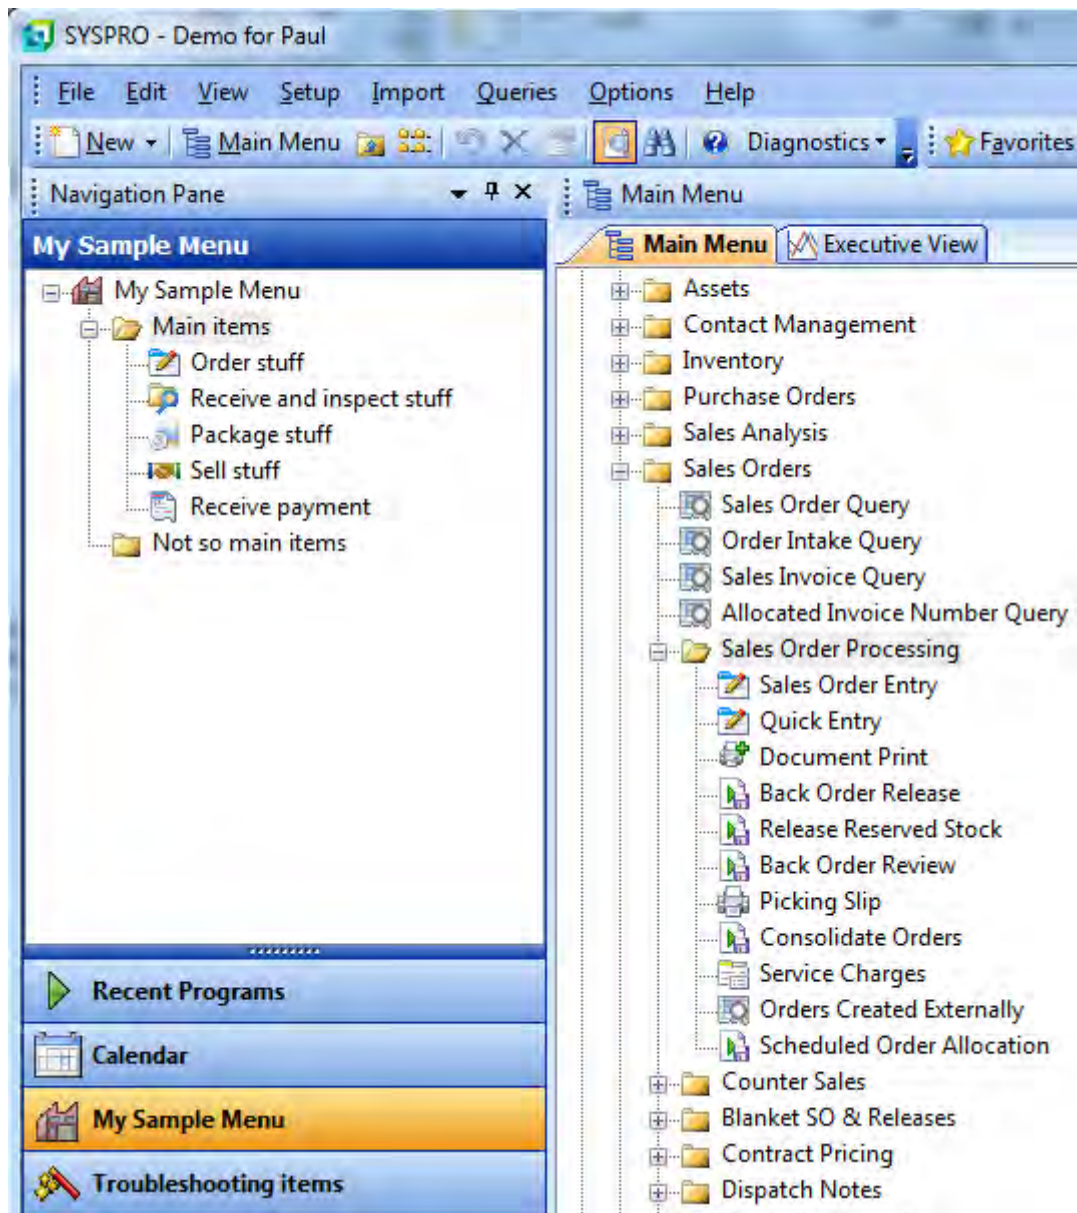 SYSPRO - Demo for Paul
File Edit View Setup Import Queries Options Help
New Main Menu Diagnostics Favorites
Navigation Pane
Main Menu
My Sample Menu
My Sample Menu
Main items
Order stuff
Receive and inspect stuff
Package stuff
Sell stuff
Receive payment
Not so main items
Recent Programs
Calendar
My Sample Menu
Troubleshooting items
Main Menu Executive View
Assets
Contact Management
Inventory
Purchase Orders
Sales Analysis
Sales Orders
Sales Order Query
Order Intake Query
Sales Invoice Query
Allocated Invoice Number Query
Sales Order Processing
Sales Order Entry
Quick Entry
Document Print
Back Order Release
Release Reserved Stock
Back Order Review
Picking Slip
Consolidate Orders
Service Charges
Orders Created Externally
Scheduled Order Allocation
Counter Sales
Blanket SO & Releases
Contract Pricing
Dispatch Notes